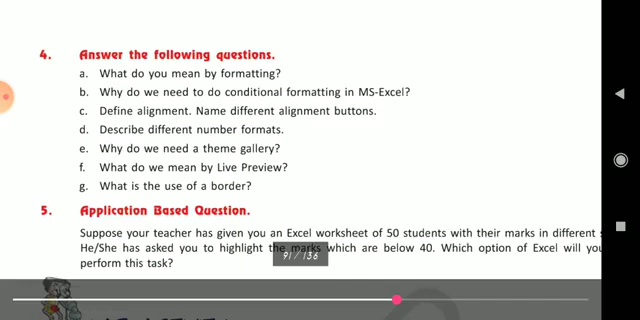 4. Answer the following questions.
a. What do you mean by formatting?
b. Why do we need to do conditional formatting in MS-Excel?
c. Define alignment. Name different alignment buttons.
d. Describe different number formats.
e. Why do we need a theme gallery?
f. What do we mean by Live Preview?
g. What is the use of a border?
5. Application Based Question.
Suppose your teacher has given you an Excel worksheet of 50 students with their marks in different
He/She has asked you to highlight the marks which are below 40. Which option of Excel will you
perform this task?
91 / 136